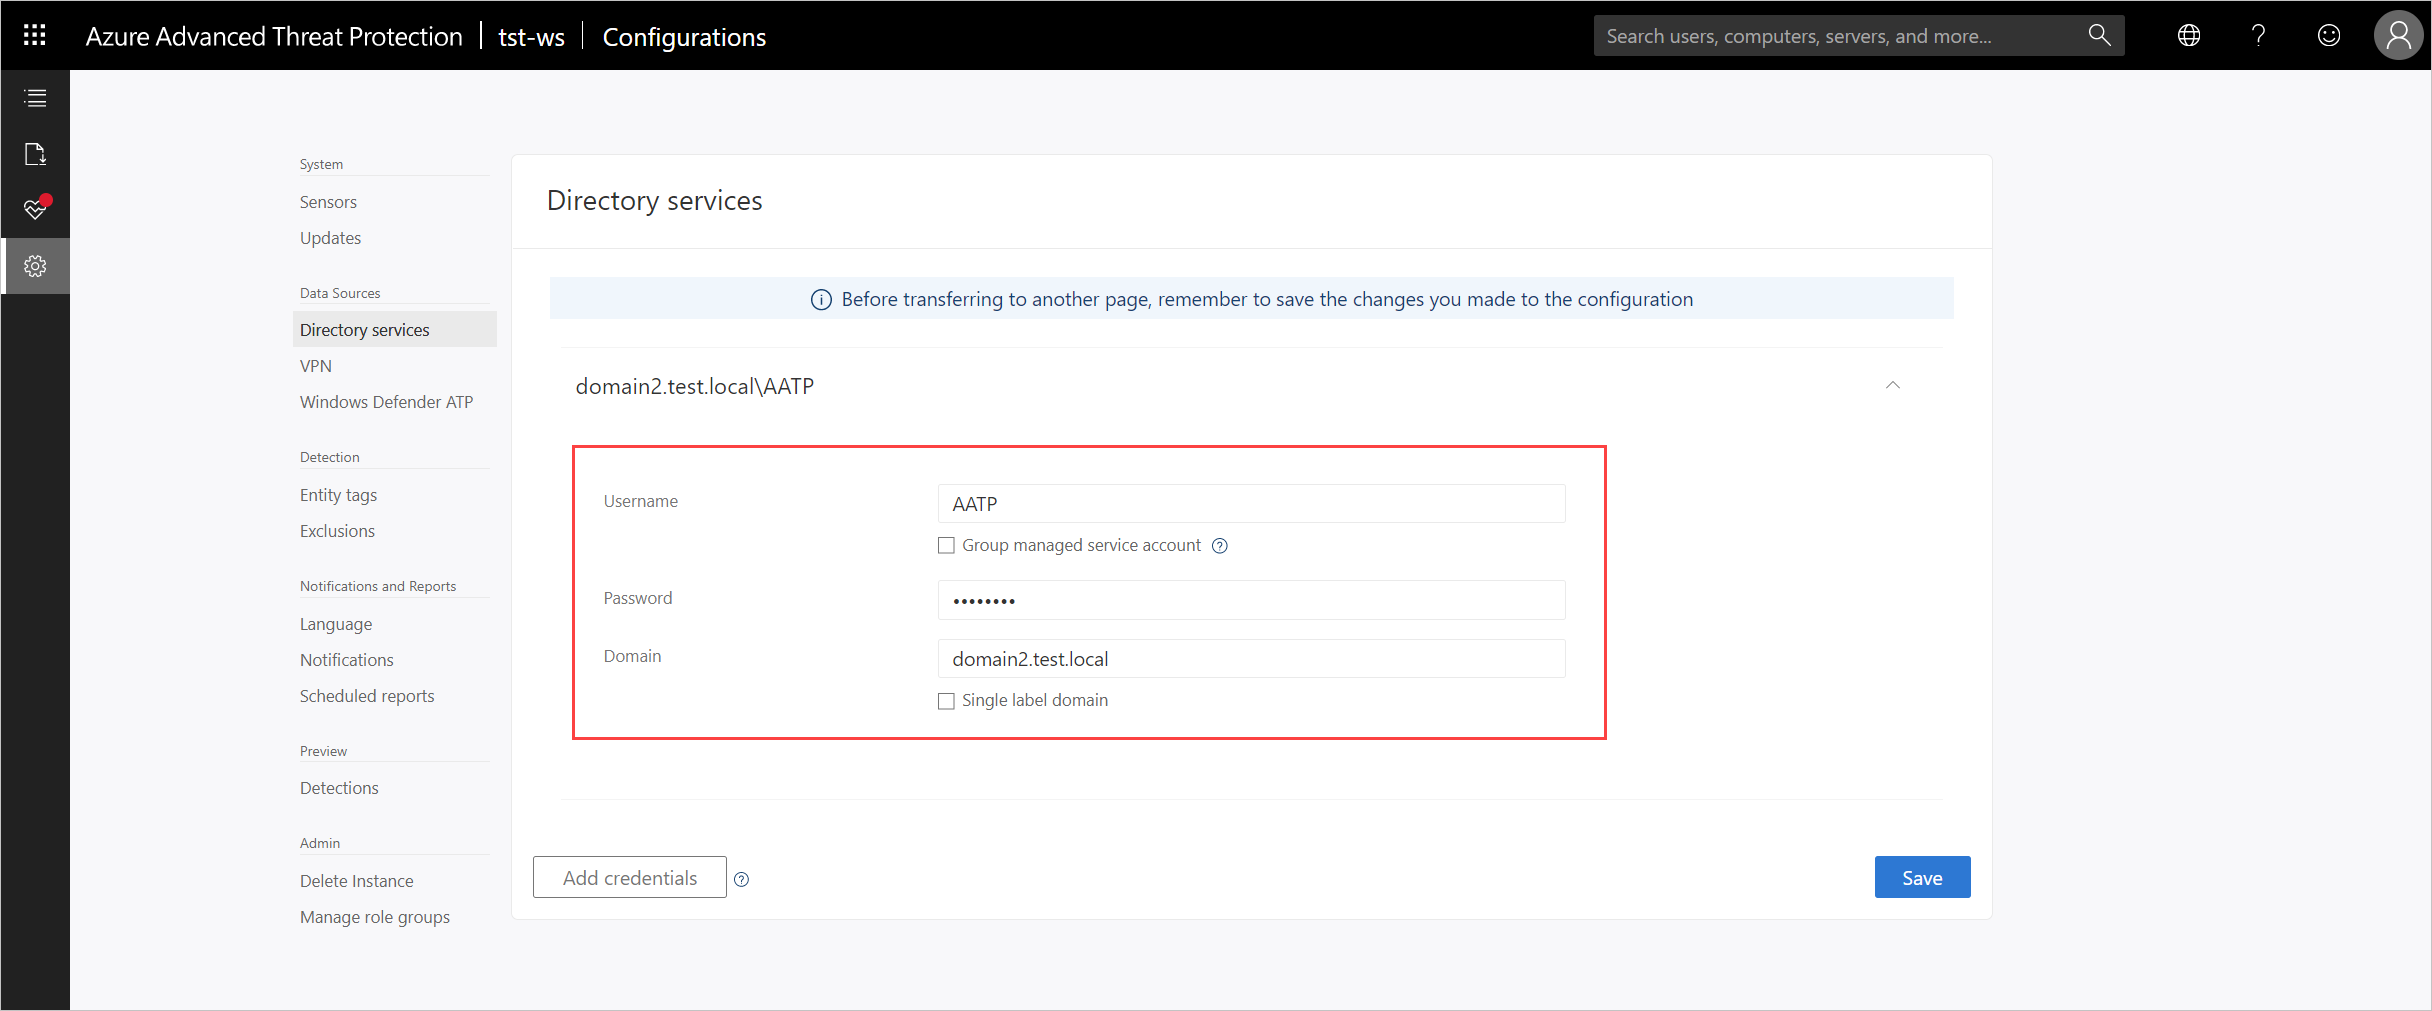 Azure Advanced Threat Protection | tst-ws | Configurations
Search users, computers, servers, and more...
System
Sensors
Updates
Data Sources
Directory services
VPN
Windows Defender ATP
Detection
Entity tags
Exclusions
Notifications and Reports
Language
Notifications
Scheduled reports
Preview
Detections
Admin
Delete Instance
Manage role groups
Directory services
Before transferring to another page, remember to save the changes you made to the configuration
domain2.test.local\AATP
Username
AATP
Group managed service account
Password
••••••••
Domain
domain2.test.local
Single label domain
Add credentials
Save